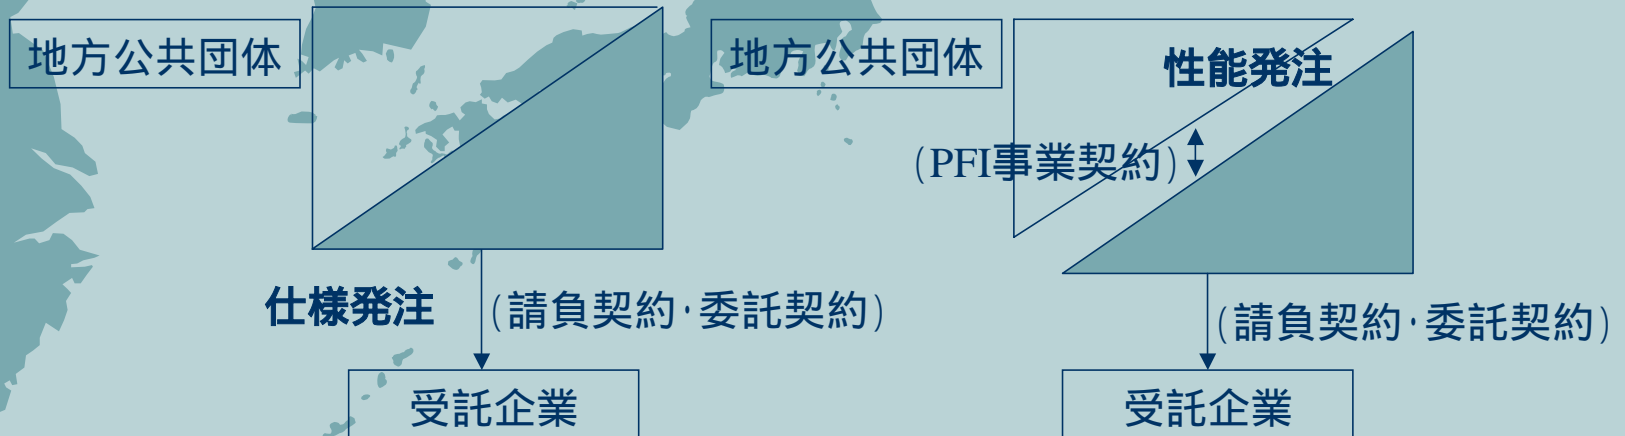 地方公共団体
仕様発注
(請負契約・委託契約)
受託企業
地方公共団体
性能発注
(PFI事業契約)
(請負契約・委託契約)
受託企業